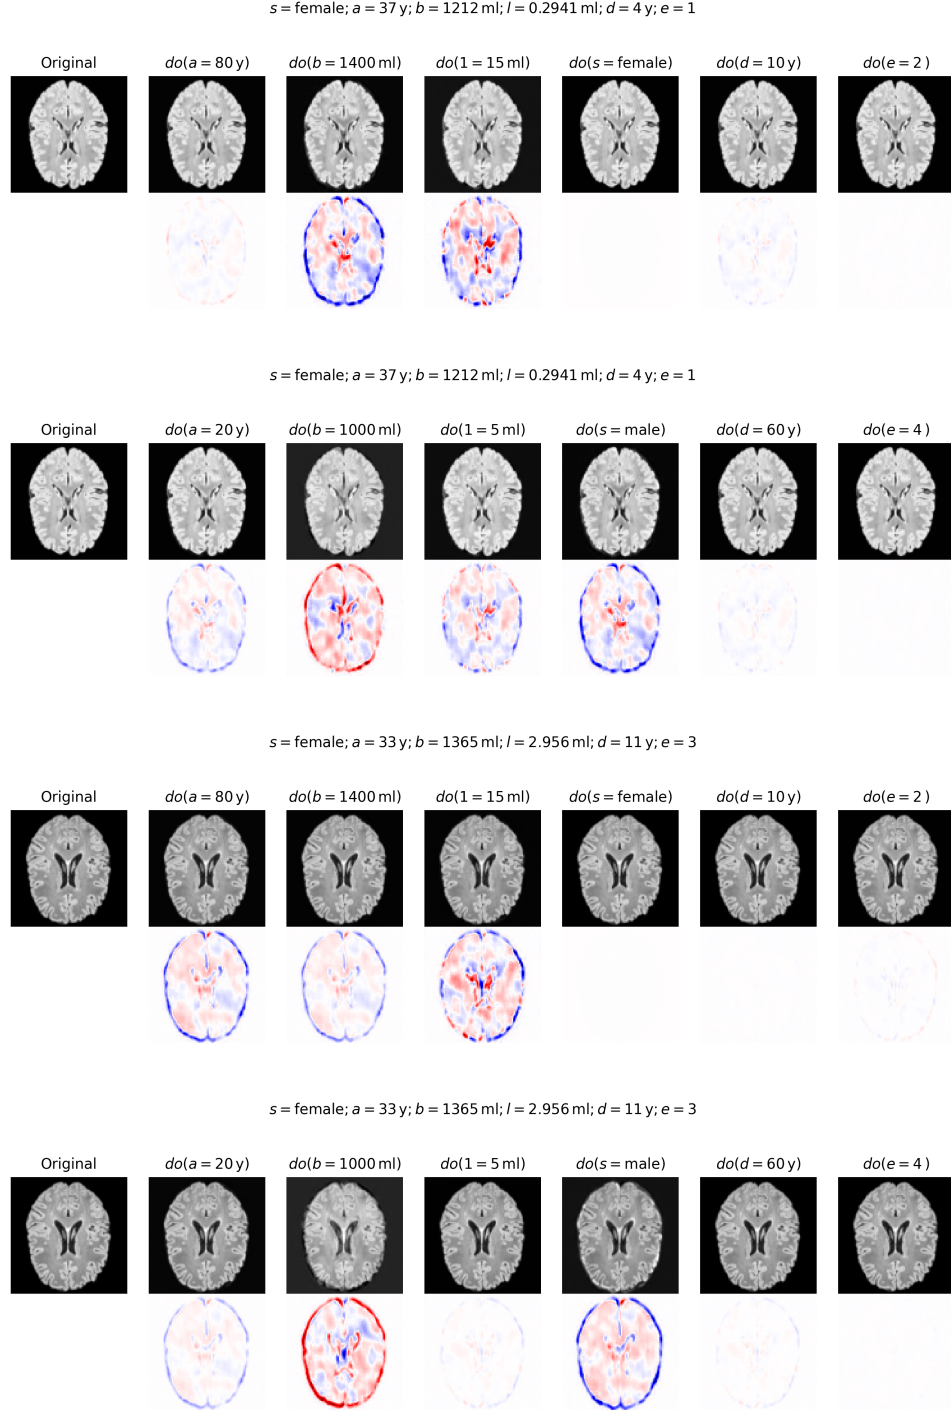 s = female; a = 37 y; b = 1212 ml; l = 0.2941 ml; d = 4 y; e = 1
Original do(a = 80 y) do(b = 1400 ml) do(1 = 15 ml) do(s = female) do(d = 10 y) do(e = 2 )
s = female; a = 37 y; b = 1212 ml; l = 0.2941 ml; d = 4 y; e = 1
Original do(a = 20 y) do(b = 1000 ml) do(1 = 5 ml) do(s = male) do(d = 60 y) do(e = 4 )
s = female; a = 33 y; b = 1365 ml; l = 2.956 ml; d = 11 y; e = 3
Original do(a = 80 y) do(b = 1400 ml) do(1 = 15 ml) do(s = female) do(d = 10 y) do(e = 2 )
s = female; a = 33 y; b = 1365 ml; l = 2.956 ml; d = 11 y; e = 3
Original do(a = 20 y) do(b = 1000 ml) do(1 = 5 ml) do(s = male) do(d = 60 y) do(e = 4 )